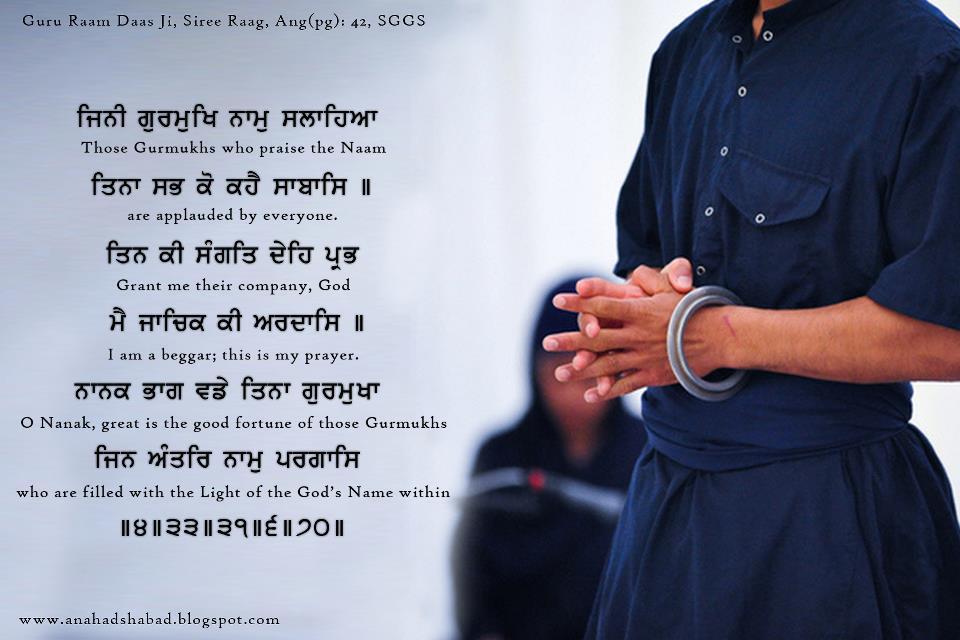 Guru Raam Daas Ji, Siree Raag, Ang(pg): 42, SGGS
ਜਿਨੀ ਗੁਰਮੁਖਿ ਨਾਮੁ ਸਲਾਹਿਆ
Those Gurmukhs who praise the Naam
ਤਿਨਾ ਸਭ ਕੋ ਕਹੈ ਸਾਬਾਸਿ ॥
are applauded by everyone.
ਤਿਨ ਕੀ ਸੰਗਤਿ ਦੇਹਿ ਪ੍ਰਭ
Grant me their company, God
ਮੈ ਜਾਚਿਕ ਕੀ ਅਰਦਾਸਿ ॥
I am a beggar; this is my prayer.
ਨਾਨਕ ਭਾਗ ਵਡੇ ਤਿਨਾ ਗੁਰਮੁਖਾ
O Nanak, great is the good fortune of those Gurmukhs
ਜਿਨ ਅੰਤਰਿ ਨਾਮੁ ਪਰਗਾਸਿ
who are filled with the Light of the God's Name within
॥੪॥੩੩॥੩੧॥੬॥੭੦॥
www.anahadshabad.blogspot.com